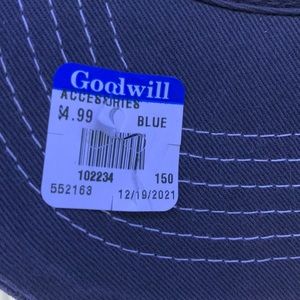 Goodwill
ACCESSORIES
$4.99 BLUE
102234 150
552163 12/19/2021